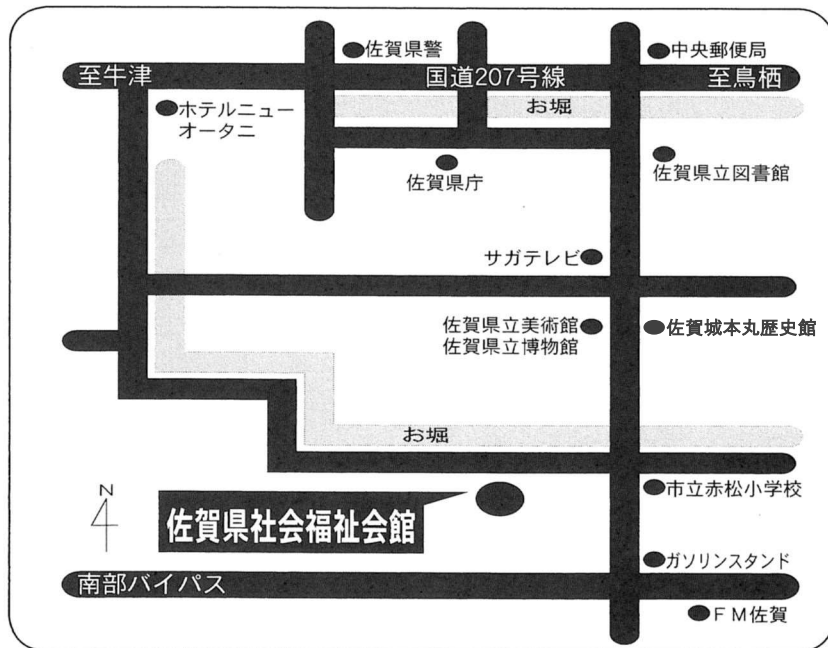 佐賀県警
中央郵便局
至牛津
国道207号線
至鳥栖
ホテルニュー
オータニ
お堀
佐賀県庁
佐賀県立図書館
サガテレビ
佐賀県立美術館
佐賀県立博物館
佐賀城本丸歴史館
お堀
N
佐賀県社会福祉会館
市立赤松小学校
ガソリンスタンド
南部バイパス
FM佐賀